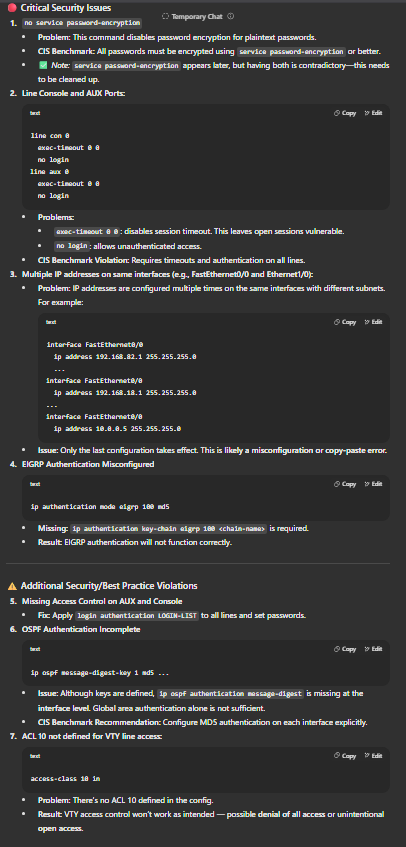 Critical Security Issues
Temporary Chat
1. no service password-encryption
• Problem: This command disables password encryption for plaintext passwords.
• CIS Benchmark: All passwords must be encrypted using service password-encryption or better.
• ✅ Note: service password-encryption appears later, but having both is contradictory—this needs
to be cleaned up.
2. Line Console and AUX Ports:
text Copy Edit
line con 0
exec-timeout 0 0
no login
line aux 0
exec-timeout 0 0
no login
• Problems:
• exec-timeout 0 0: disables session timeout. This leaves open sessions vulnerable.
• no login: allows unauthenticated access.
• CIS Benchmark Violation: Requires timeouts and authentication on all lines.
3. Multiple IP addresses on same interfaces (e.g., FastEthernet0/0 and Ethernet1/0):
• Problem: IP addresses are configured multiple times on the same interfaces with different subnets.
For example:
text Copy Edit
interface FastEthernet0/0
ip address 192.168.82.1 255.255.255.0
...
interface FastEthernet0/0
ip address 192.168.18.1 255.255.255.0
...
interface FastEthernet0/0
ip address 10.0.0.5 255.255.255.0
• Issue: Only the last configuration takes effect. This is likely a misconfiguration or copy-paste error.
4. EIGRP Authentication Misconfigured
text Copy Edit
ip authentication mode eigrp 100 md5
• Missing: ip authentication key-chain eigrp 100 <chain-name> is required.
• Result: EIGRP authentication will not function correctly.
⚠️ Additional Security/Best Practice Violations
5. Missing Access Control on AUX and Console
• Fix: Apply login authentication LOGIN-LIST to all lines and set passwords.
6. OSPF Authentication Incomplete
text Copy Edit
ip ospf message-digest-key 1 md5 ...
• Issue: Although keys are defined, ip ospf authentication message-digest is missing at the
interface level. Global area authentication alone is not sufficient.
• CIS Benchmark Recommendation: Configure MD5 authentication on each interface explicitly.
7. ACL 10 not defined for VTY line access:
text Copy Edit
access-class 10 in
• Problem: There's no ACL 10 defined in the config.
• Result: VTY access control won't work as intended — possible denial of all access or unintentional
open access.